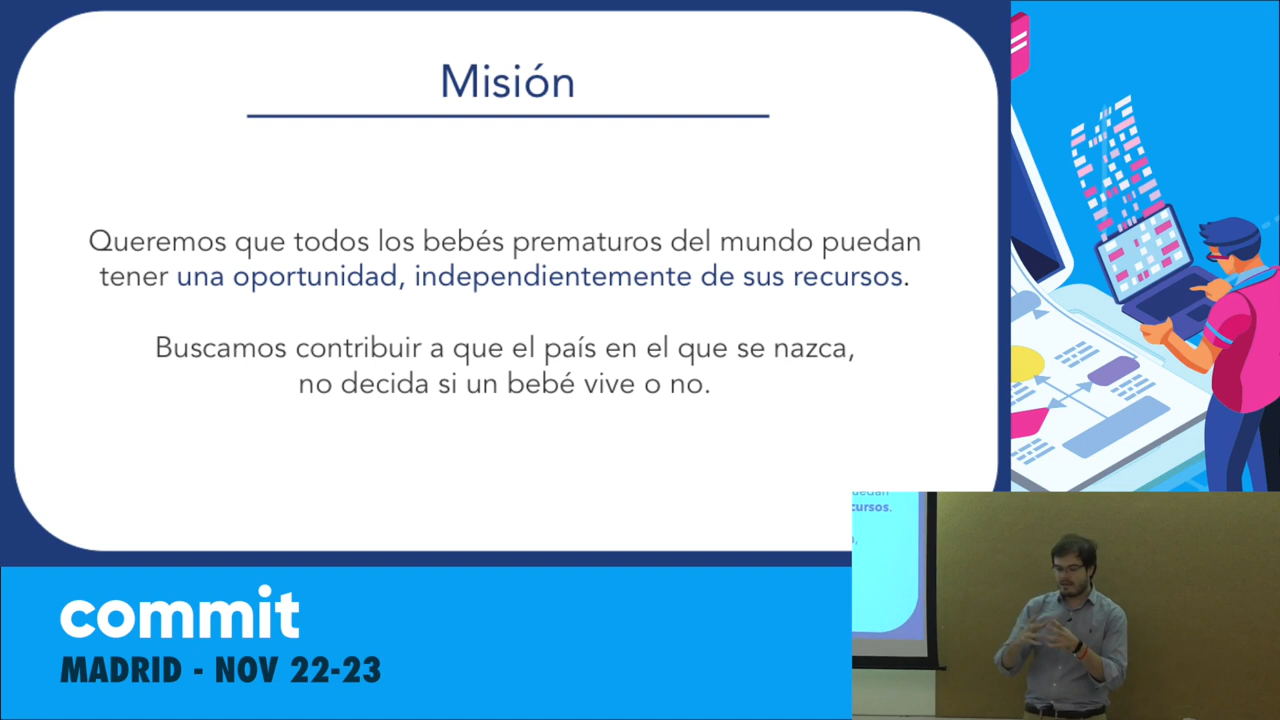 Misión
Queremos que todos los bebés prematuros del mundo puedan
tener una oportunidad, independientemente de sus recursos.
Buscamos contribuir a que el país en el que se nazca,
no decida si un bebé vive o no.
cursos.
commit
MADRID - NOV 22-23